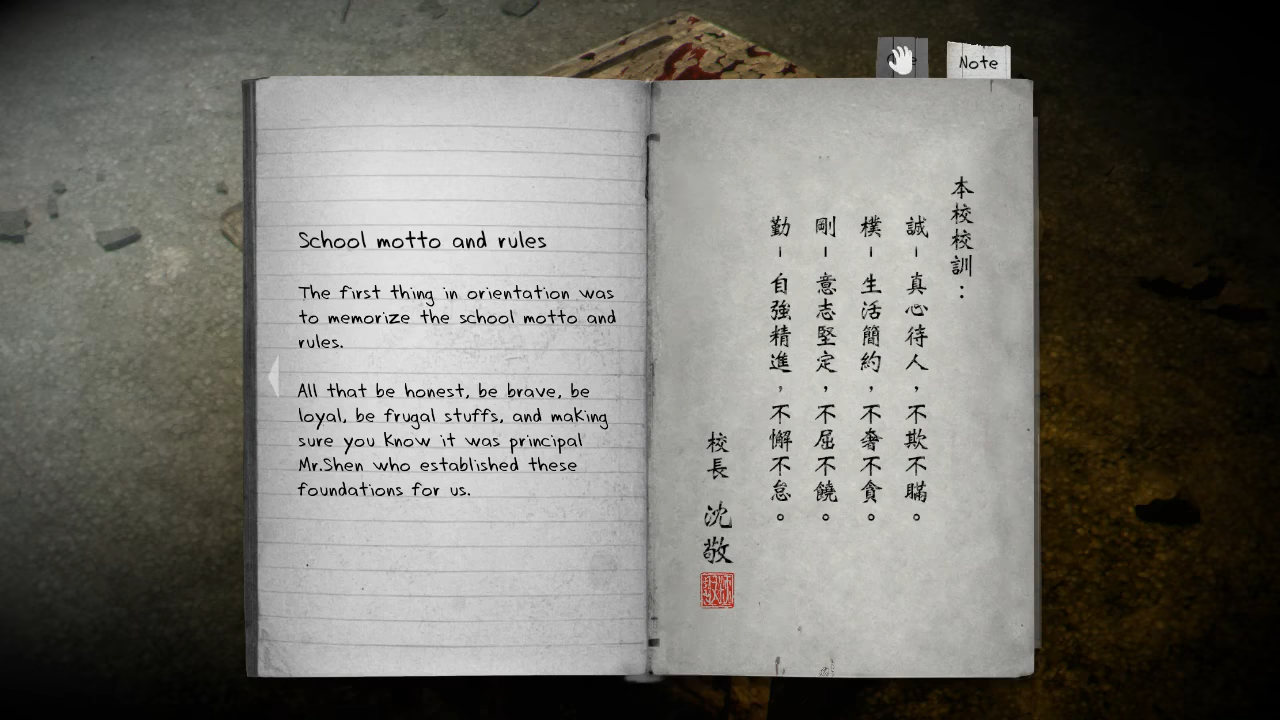 Note
School motto and rules
The first thing in orientation was
to memorize the school motto and
rules.
All that be honest, be brave, be
loyal, be frugal stuffs, and making
sure you know it was principal
Mr.Shen who established these
foundations for us.
本校校訓：
誠－真心待人，不欺不瞞。
樸－生活簡約，不奢不貪。
剛－意志堅定，不屈不饒。
勤－自強精進，不懈不怠。
校長 沈敬